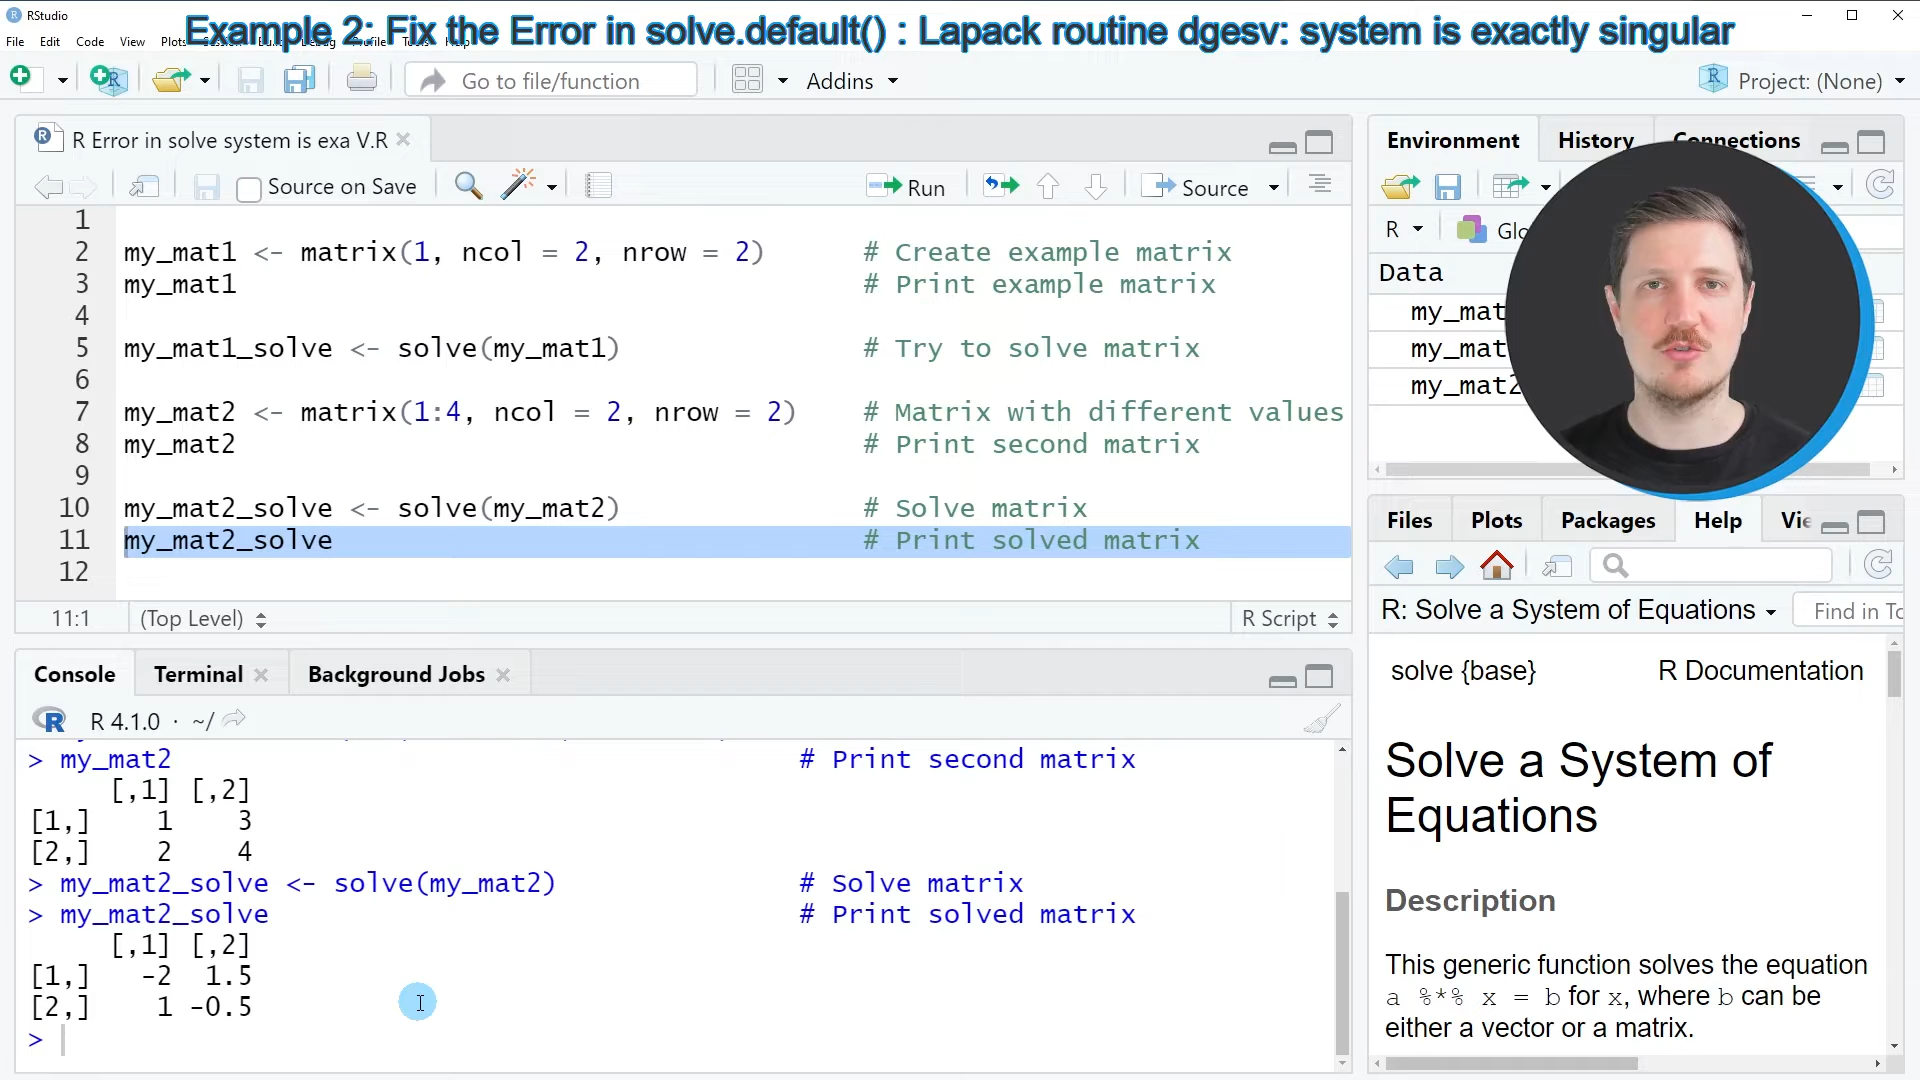 RStudio
Example 2: Fix the Error in solve.default() : Lapack routine dgesv: system is exactly singular
File Edit Code View Plots
Go to file/function
Addins
Project: (None)
R Error in solve system is exa V.R
Source on Save
Run
Source
1
2 my_mat1 <- matrix(1, ncol = 2, nrow = 2) # Create example matrix
3 my_mat1 # Print example matrix
4
5 my_mat1_solve <- solve(my_mat1) # Try to solve matrix
6
7 my_mat2 <- matrix(1:4, ncol = 2, nrow = 2) # Matrix with different values
8 my_mat2 # Print second matrix
9
10 my_mat2_solve <- solve(my_mat2) # Solve matrix
11 my_mat2_solve # Print solved matrix
12
11:1 (Top Level) R Script
Console Terminal Background Jobs
R 4.1.0 · ~/
> my_mat2 # Print second matrix
[,1] [,2]
[1,] 1 3
[2,] 2 4
> my_mat2_solve <- solve(my_mat2) # Solve matrix
> my_mat2_solve # Print solved matrix
[,1] [,2]
[1,] -2 1.5
[2,] 1 -0.5
>
Environment History Connections
R Glo
Data
my_mat
my_mat
my_mat2
Files Plots Packages Help Vie
R: Solve a System of Equations Find in To
solve {base} R Documentation
Solve a System of
Equations
Description
This generic function solves the equation
a %*% x = b for x, where b can be
either a vector or a matrix.